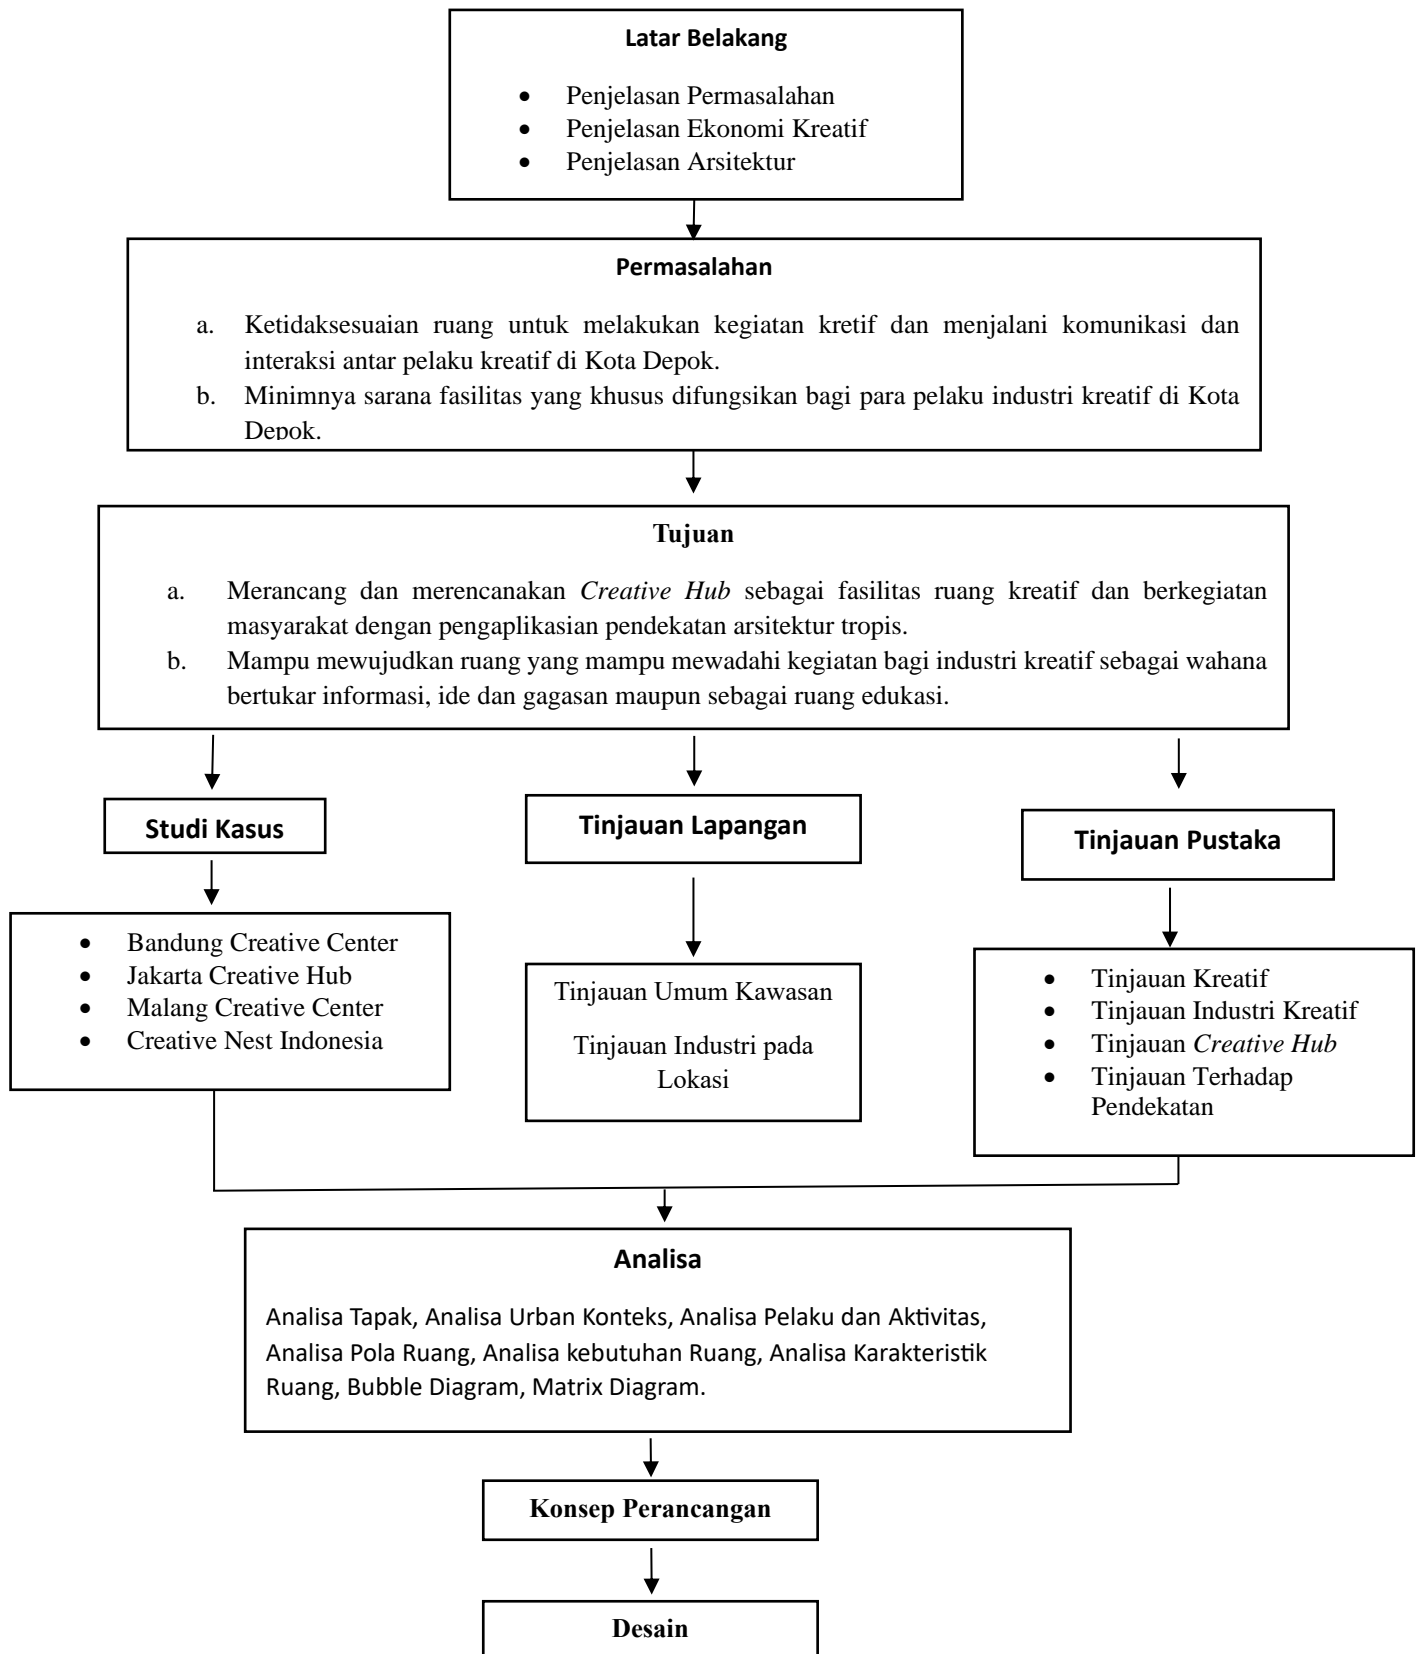 Latar Belakang
• Penjelasan Permasalahan
• Penjelasan Ekonomi Kreatif
• Penjelasan Arsitektur
Permasalahan
a. Ketidaksesuaian ruang untuk melakukan kegiatan kretif dan menjalani komunikasi dan
interaksi antar pelaku kreatif di Kota Depok.
b. Minimnya sarana fasilitas yang khusus difungsikan bagi para pelaku industri kreatif di Kota
Depok.
Tujuan
a. Merancang dan merencanakan Creative Hub sebagai fasilitas ruang kreatif dan berkegiatan
masyarakat dengan pengaplikasian pendekatan arsitektur tropis.
b. Mampu mewujudkan ruang yang mampu mewadahi kegiatan bagi industri kreatif sebagai wahana
bertukar informasi, ide dan gagasan maupun sebagai ruang edukasi.
Studi Kasus
• Bandung Creative Center
• Jakarta Creative Hub
• Malang Creative Center
• Creative Nest Indonesia
Tinjauan Lapangan
Tinjauan Umum Kawasan
Tinjauan Industri pada
Lokasi
Tinjauan Pustaka
• Tinjauan Kreatif
• Tinjauan Industri Kreatif
• Tinjauan Creative Hub
• Tinjauan Terhadap
Pendekatan
Analisa
Analisa Tapak, Analisa Urban Konteks, Analisa Pelaku dan Aktivitas,
Analisa Pola Ruang, Analisa kebutuhan Ruang, Analisa Karakteristik
Ruang, Bubble Diagram, Matrix Diagram.
Konsep Perancangan
Desain